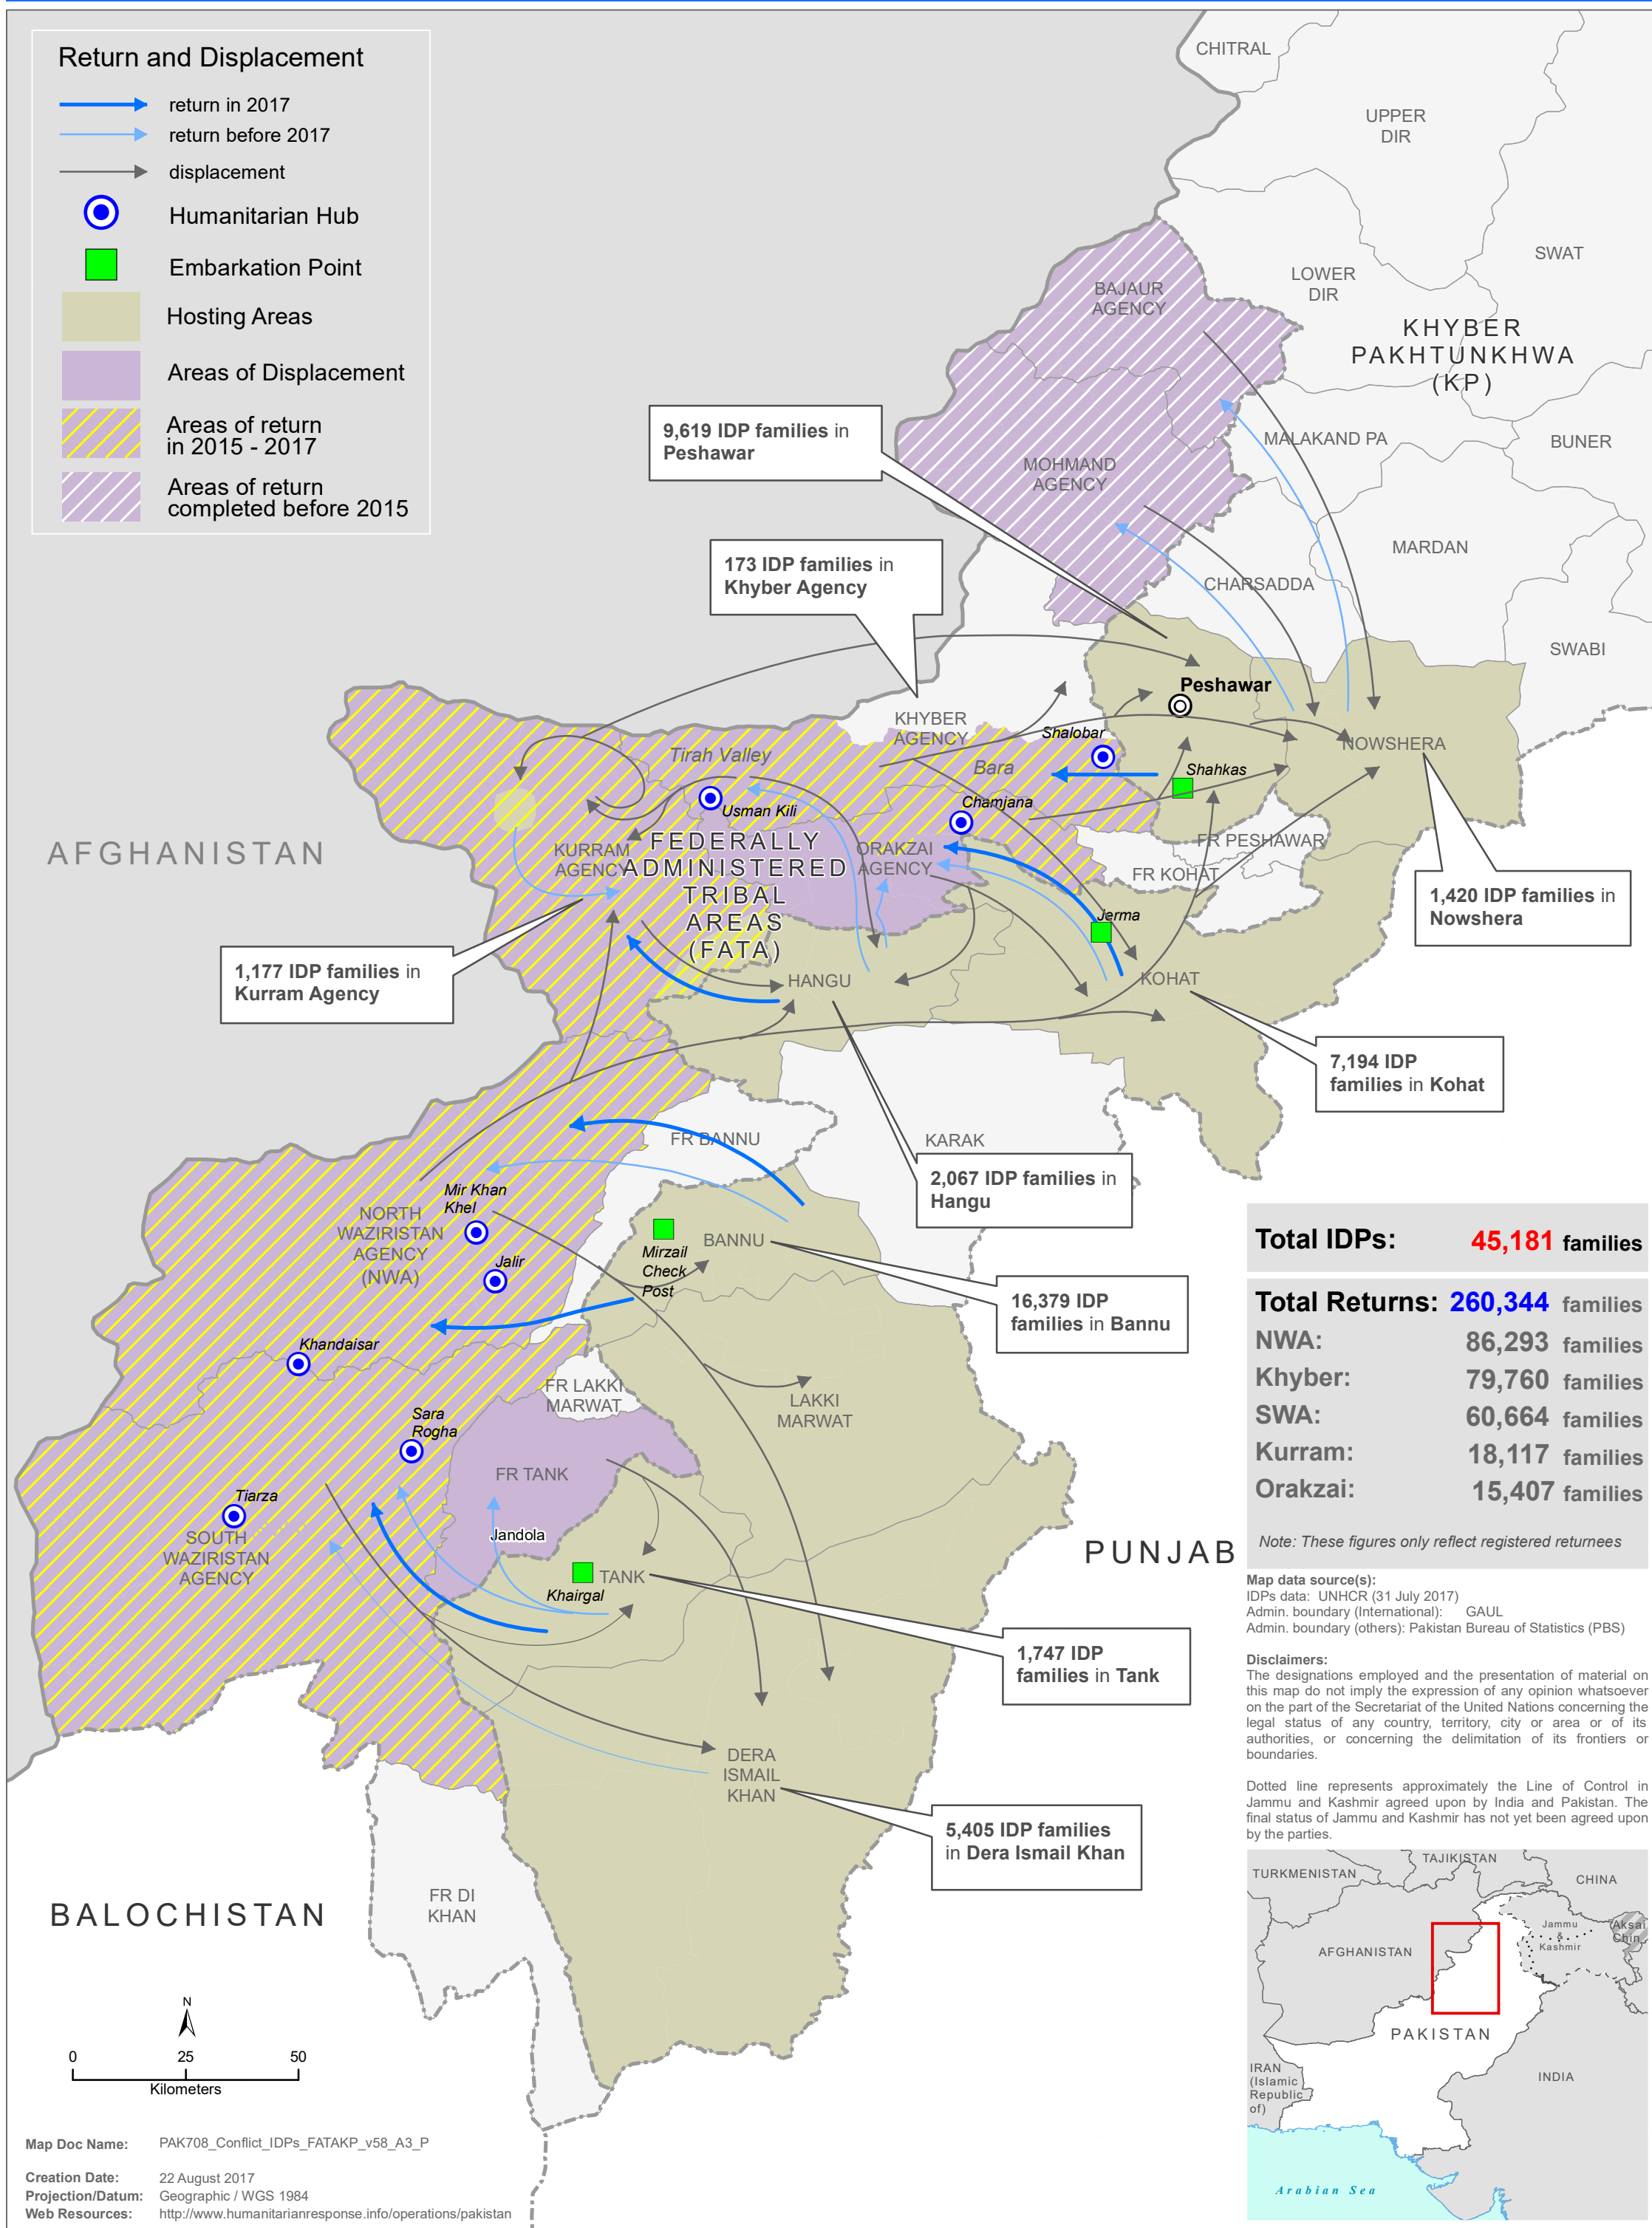 Return and Displacement
return in 2017
return before 2017
displacement
Humanitarian Hub
Embarkation Point
Hosting Areas
Areas of Displacement
Areas of return
in 2015 - 2017
Areas of return
completed before 2015
CHITRAL
UPPER
DIR
SWAT
LOWER
DIR
BAJAUR
AGENCY
KHYBER
PAKHTUNKHWA
(KP)
MALAKAND PA
BUNER
9,619 IDP families in
Peshawar
MOHMAND
AGENCY
MARDAN
173 IDP families in
Khyber Agency
CHARSADDA
SWABI
Peshawar
KHYBER
AGENCY
Shalobar
NOWSHERA
Tirah Valley
Bara
Shahkas
Usman Kili
Chamjana
AFGHANISTAN
FEDERALLY
ADMINISTERED
TRIBAL
AREAS
(FATA)
KURRAM
AGENCY
ORAKZAI
AGENCY
FR PESHAWAR
FR KOHAT
1,420 IDP families in
Nowshera
Jerma
1,177 IDP families in
Kurram Agency
HANGU
KOHAT
7,194 IDP
families in Kohat
FR BANNU
KARAK
2,067 IDP families in
Hangu
Mir Khan
Khel
NORTH
WAZIRISTAN
AGENCY
(NWA)
Jalir
Mirzail
Check
Post
BANNU
16,379 IDP
families in Bannu
Khandaisar
FR LAKKI
MARWAT
LAKKI
MARWAT
Sara
Rogha
FR TANK
Tiarza
SOUTH
WAZIRISTAN
AGENCY
Jandola
Khairgal
TANK
PUNJAB
1,747 IDP
families in Tank
DERA
ISMAIL
KHAN
5,405 IDP families
in Dera Ismail Khan
FR DI
KHAN
BALOCHISTAN
Total IDPs: 45,181 families
Total Returns: 260,344 families
NWA: 86,293 families
Khyber: 79,760 families
SWA: 60,664 families
Kurram: 18,117 families
Orakzai: 15,407 families
Note: These figures only reflect registered returnees
Map data source(s):
IDPs data: UNHCR (31 July 2017)
Admin. boundary (International): GAUL
Admin. boundary (others): Pakistan Bureau of Statistics (PBS)
Disclaimers:
The designations employed and the presentation of material on
this map do not imply the expression of any opinion whatsoever
on the part of the Secretariat of the United Nations concerning the
legal status of any country, territory, city or area or of its
authorities, or concerning the delimitation of its frontiers or
boundaries.
Dotted line represents approximately the Line of Control in
Jammu and Kashmir agreed upon by India and Pakistan. The
final status of Jammu and Kashmir has not yet been agreed upon
by the parties.
TURKMENISTAN
TAJIKISTAN
CHINA
Jammu
&
Kashmir
Aksai
Chin
AFGHANISTAN
PAKISTAN
IRAN
(Islamic
Republic
of)
INDIA
Arabian Sea
N
0 25 50
Kilometers
Map Doc Name: PAK708_Conflict_IDPs_FATAKP_v58_A3_P
Creation Date: 22 August 2017
Projection/Datum: Geographic / WGS 1984
Web Resources: http://www.humanitarianresponse.info/operations/pakistan